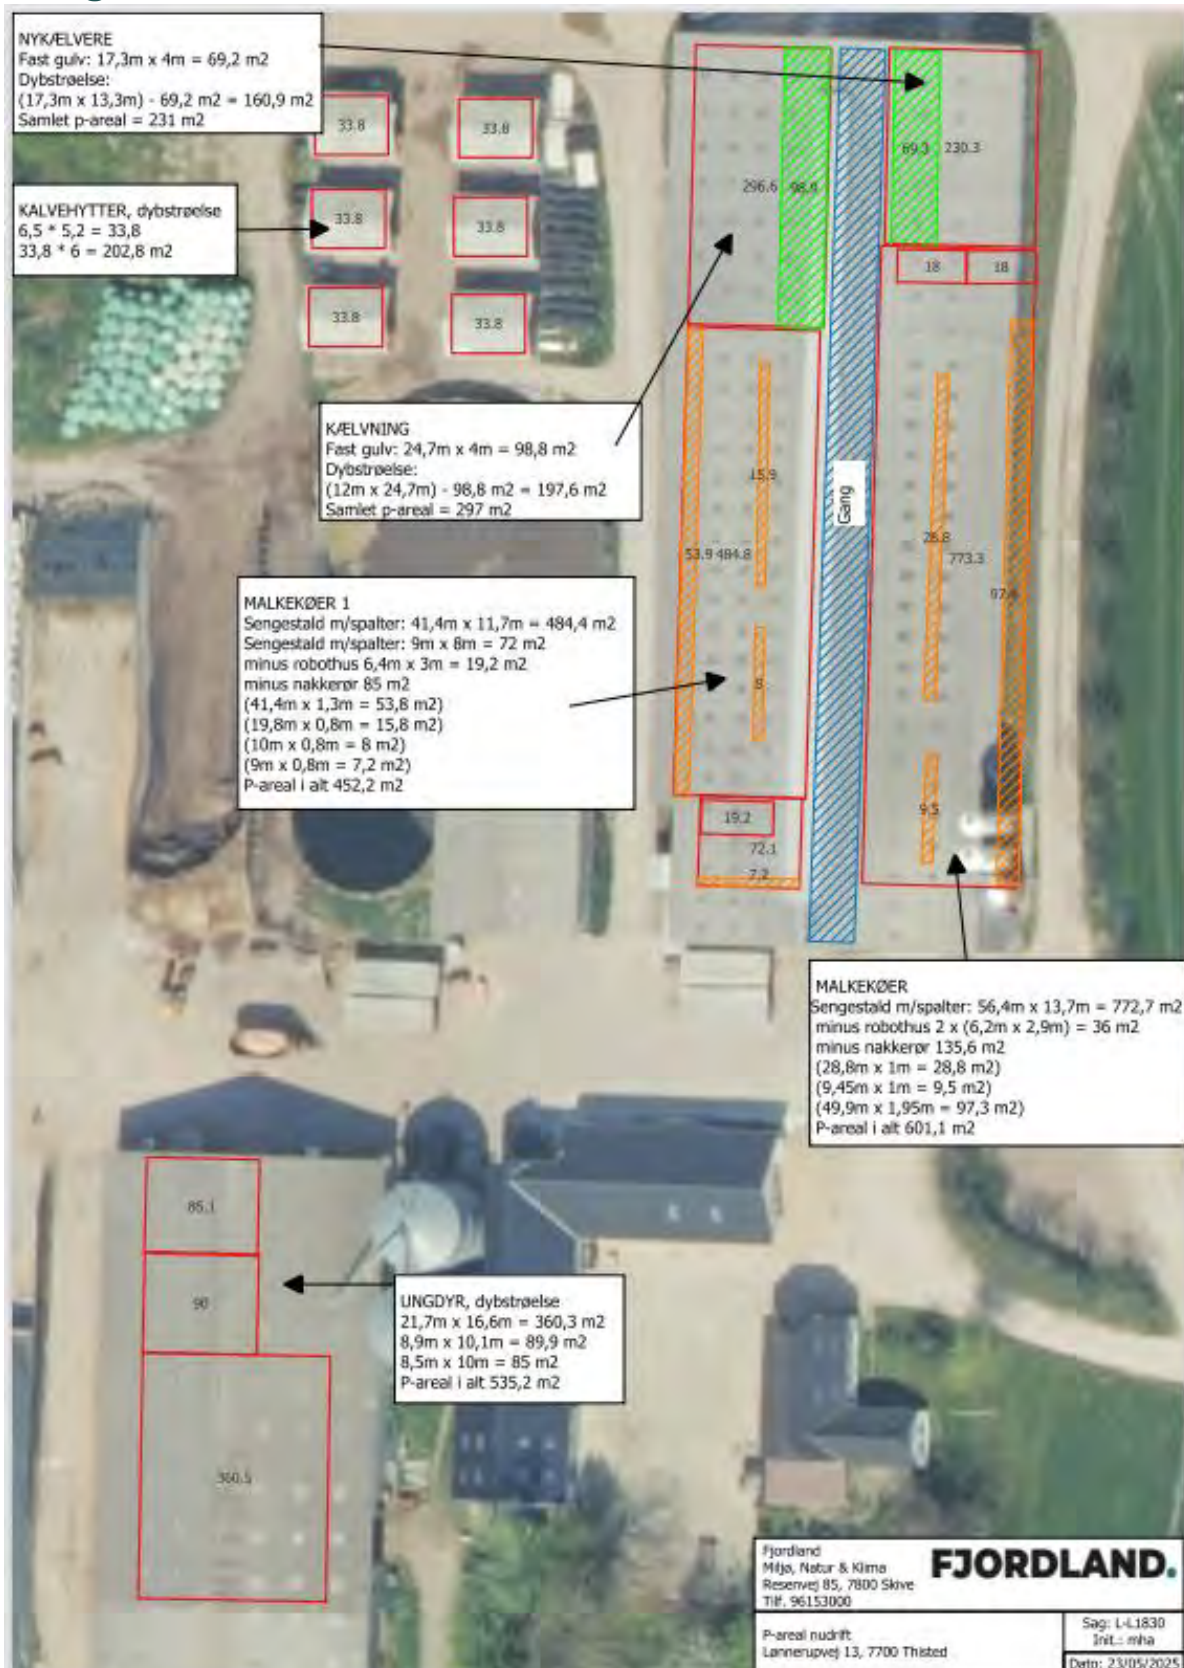 NYKÆLVERE
Fast gulv: 17,3m x 4m = 69,2 m2
Dybstrøelse:
(17,3m x 13,3m) - 69,2 m2 = 160,9 m2
Samlet p-areal = 231 m2
KALVEHYTTER, dybstrøelse
6,5 * 5,2 = 33,8
33,8 * 6 = 202,8 m2
33.8
33.8
33.8
33.8
33.8
33.8
296.6
98.9
69.3
230.3
18
18
KÆLVNING
Fast gulv: 24,7m x 4m = 98,8 m2
Dybstrøelse:
(12m x 24,7m) - 98,8 m2 = 197,6 m2
Samlet p-areal = 297 m2
15.9
Gang
53.9
484.8
28.8
773.3
8
MALKEKØER 1
Sengestald m/spalter: 41,4m x 11,7m = 484,4 m2
Sengestald m/spalter: 9m x 8m = 72 m2
minus robothus 6,4m x 3m = 19,2 m2
minus nakkerør 85 m2
(41,4m x 1,3m = 53,8 m2)
(19,8m x 0,8m = 15,8 m2)
(10m x 0,8m = 8 m2)
(9m x 0,8m = 7,2 m2)
P-areal i alt 452,2 m2
19.2
72.1
7.2
9.5
MALKEKØER
Sengestald m/spalter: 56,4m x 13,7m = 772,7 m2
minus robothus 2 x (6,2m x 2,9m) = 36 m2
minus nakkerør 135,6 m2
(28,8m x 1m = 28,8 m2)
(9,45m x 1m = 9,5 m2)
(49,9m x 1,95m = 97,3 m2)
P-areal i alt 601,1 m2
85.1
90
360.5
UNGDYR, dybstrøelse
21,7m x 16,6m = 360,3 m2
8,9m x 10,1m = 89,9 m2
8,5m x 10m = 85 m2
P-areal i alt 535,2 m2
Fjordland
Miljø, Natur & Klima
Resenvej 85, 7800 Skive
Tlf. 96153000
FJORDLAND.
P-areal nudrift
Lønnerupvej 13, 7700 Thisted
Sag: L-L1830
Init.: mha
Dato: 23/05/2025